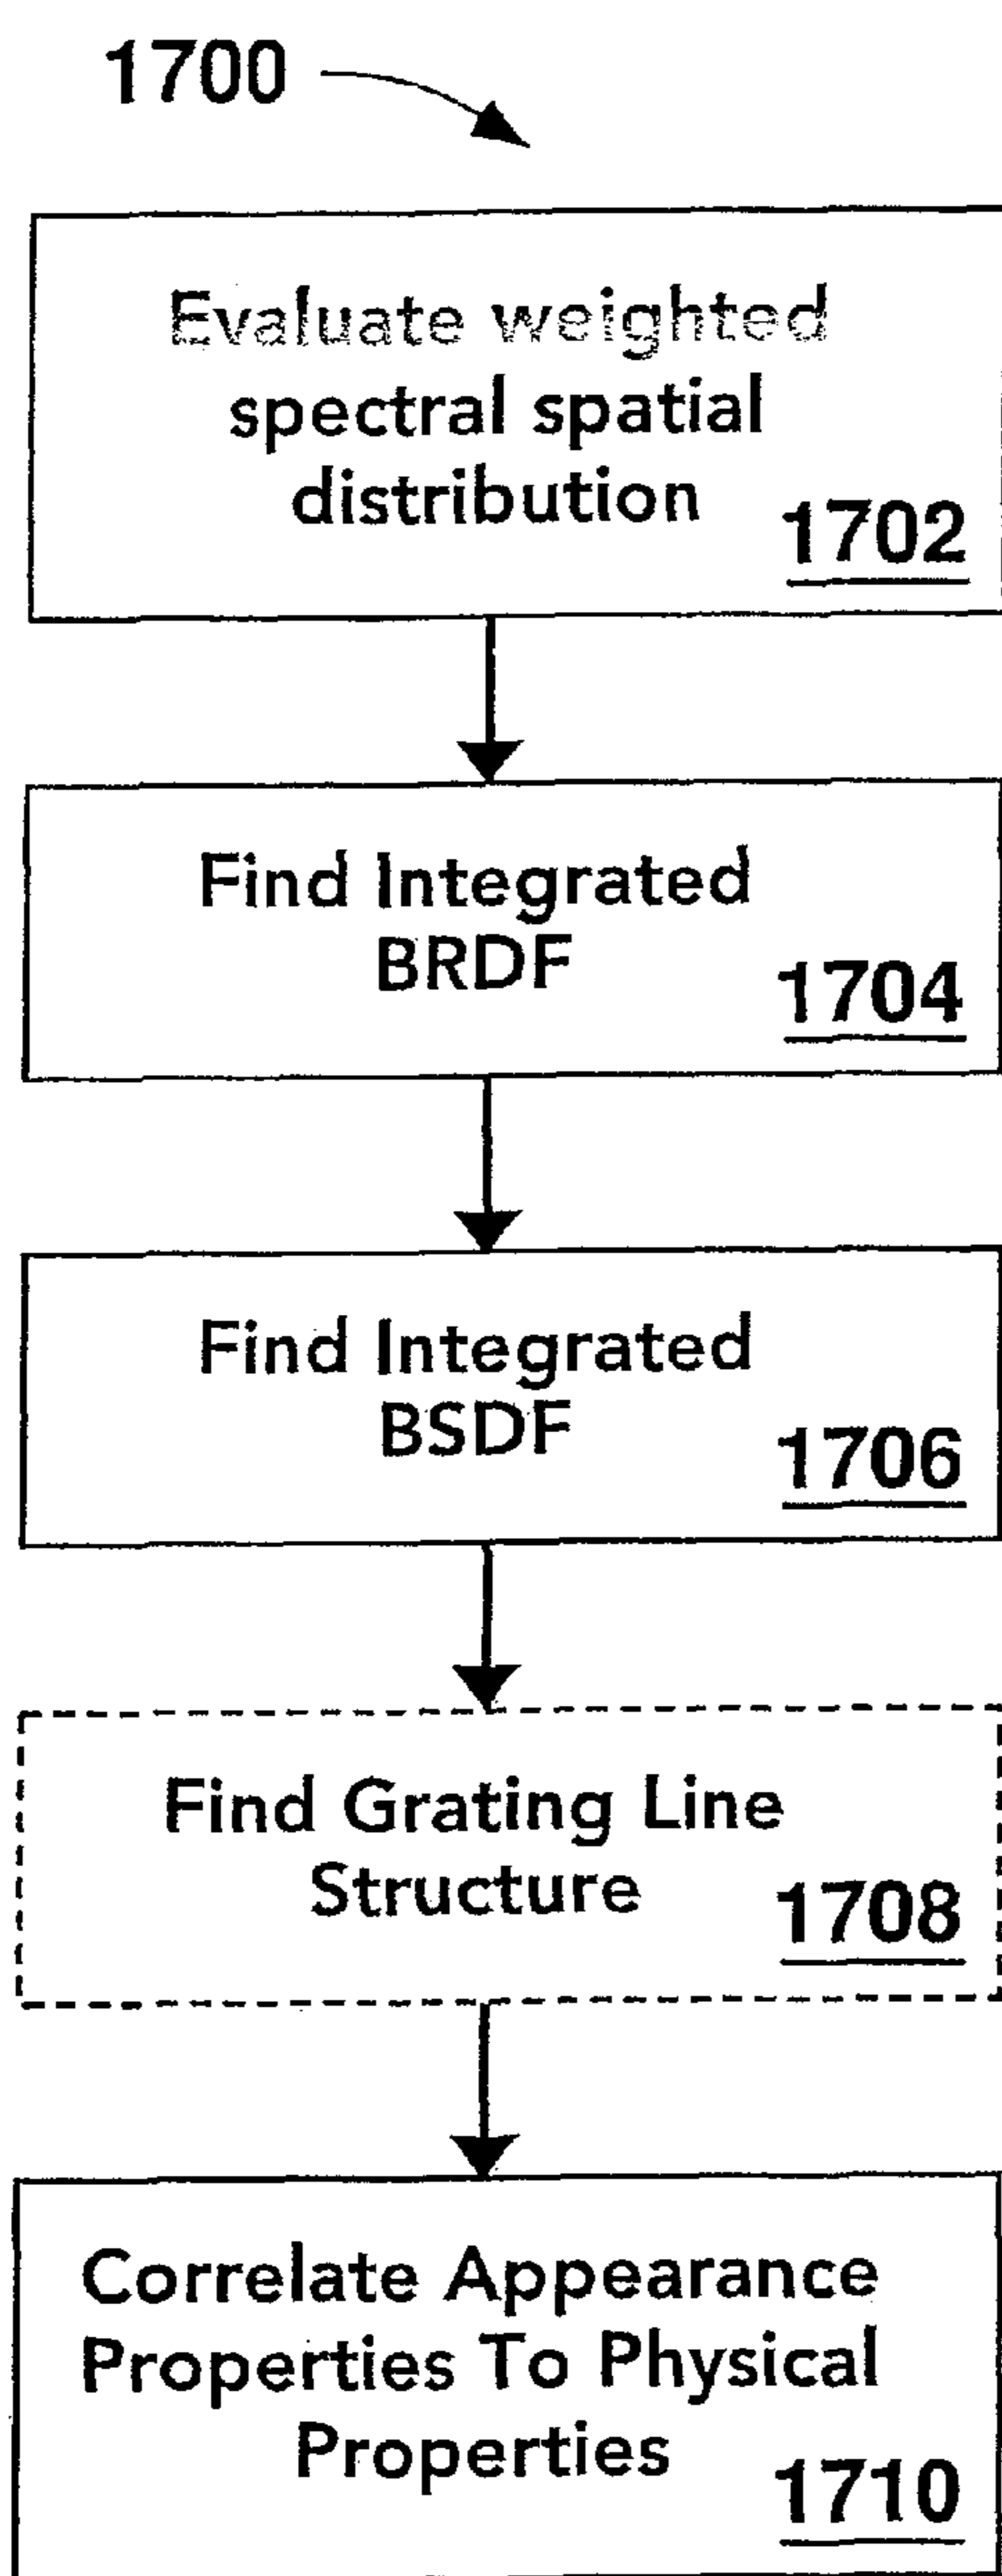 1700
Evaluate weighted
spectral spatial
distribution
1702
Find Integrated
BRDF
1704
Find Integrated
BSDF
1706
Find Grating Line
Structure
1708
Correlate Appearance
Properties To Physical
Properties
1710